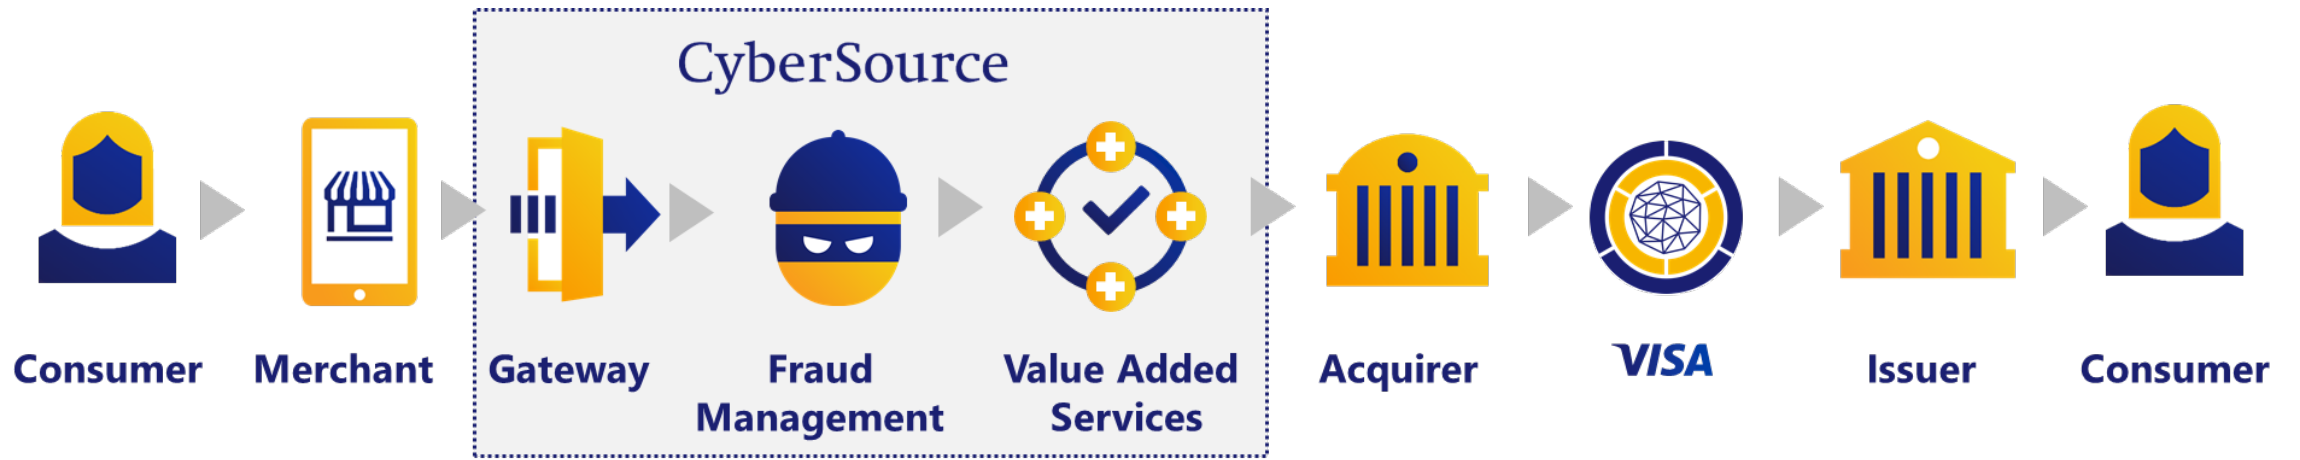 CyberSource
Consumer
Merchant
Gateway
Fraud
Management
Value Added
Services
Acquirer
VISA
Issuer
Consumer